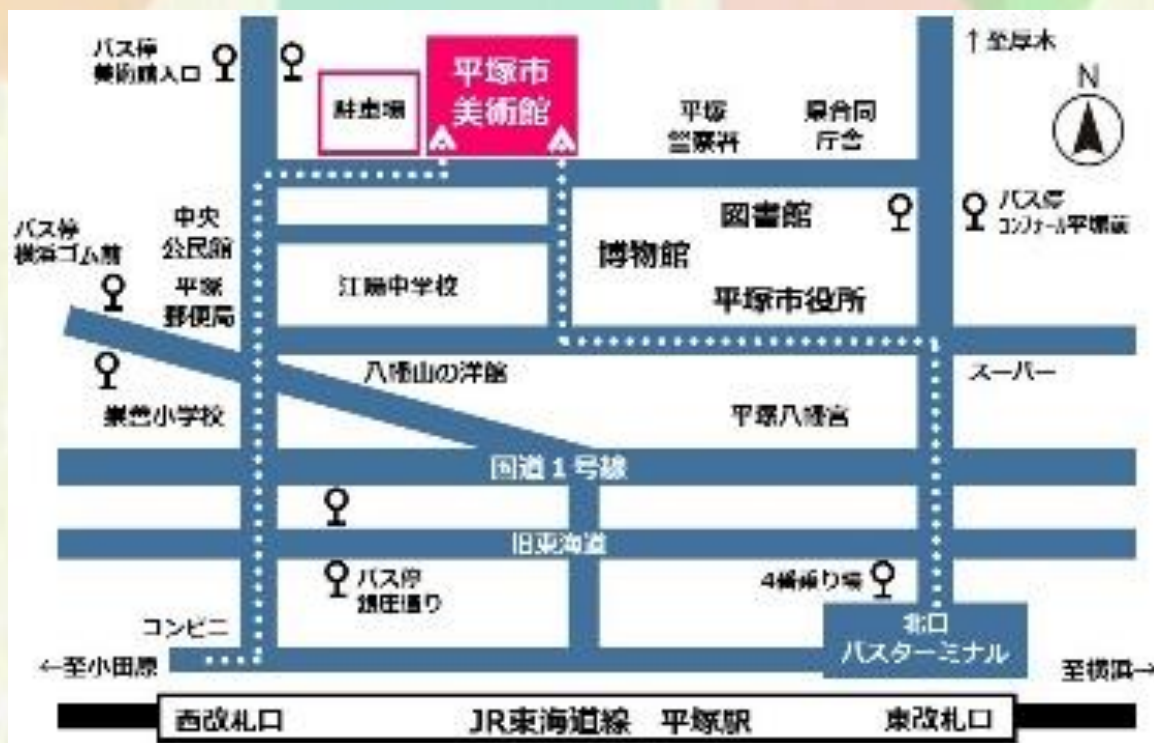 バス停
美術館入口
駐車場
平塚市
美術館
↑至厚木
N
平塚
警察署
県合同
庁舎
バス停
コンフォール平塚前
図書館
博物館
中央
公民館
バス停
横浜ゴム前
平塚
郵便局
江陽中学校
平塚市役所
八幡山の洋館
スーパー
崇善小学校
平塚八幡宮
国道1号線
旧東海道
バス停
銀座通り
4番乗り場
コンビニ
北口
バスターミナル
←至小田原
至横浜→
西改札口
JR東海道線 平塚駅
東改札口